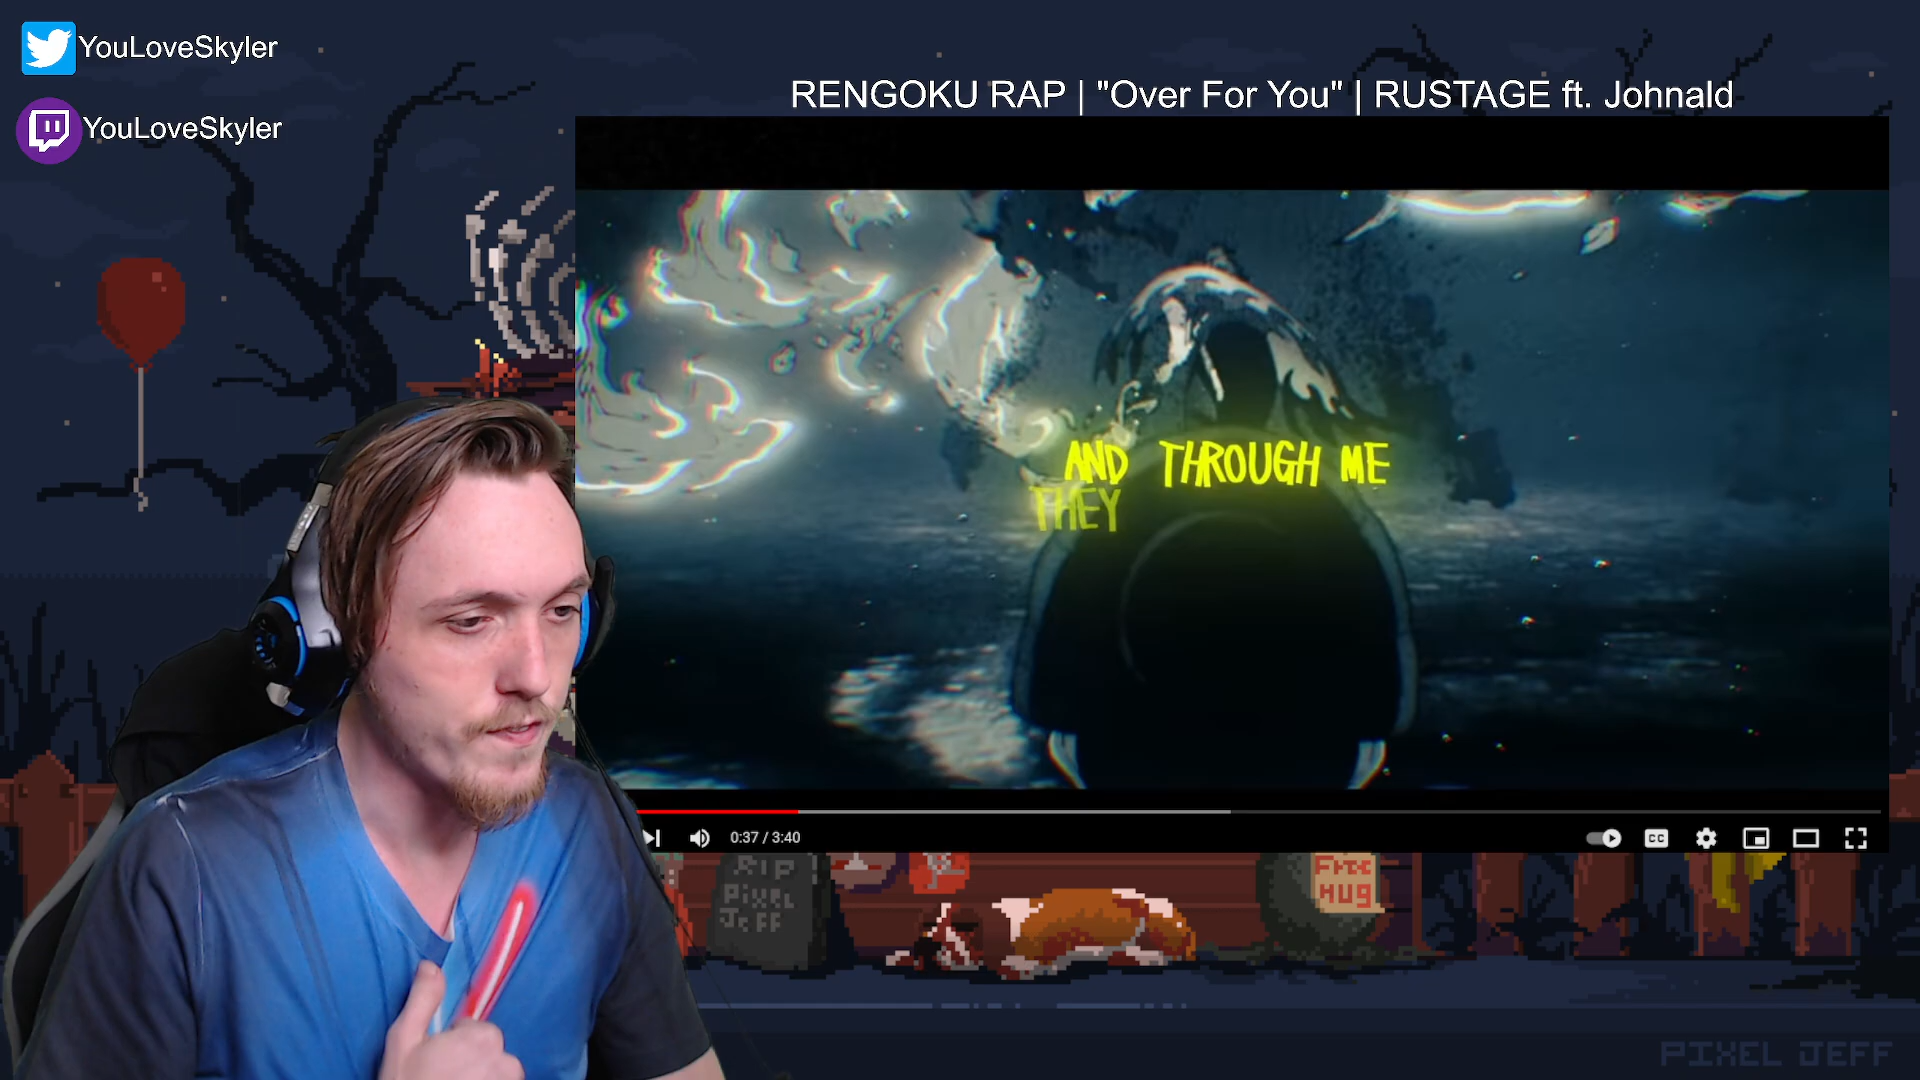 YouLoveSkyler
YouLoveSkyler
RENGOKU RAP | "Over For You" | RUSTAGE ft. Johnald
AND THROUGH ME
THEY
0:37 / 3:40
CC
Rip
Pixel
Jeff
Free
HUG
PIXEL JEFF